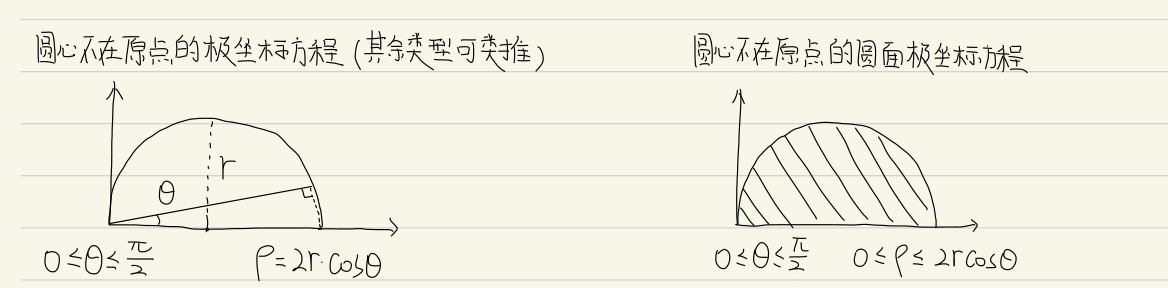 圆心不在原点的极坐标方程(其余类型可类推)
r
θ
0≤θ≤π/2
ρ=2r·cosθ
圆心不在原点的圆面极坐标方程
0≤θ≤π/2
0≤ρ≤2rcosθ